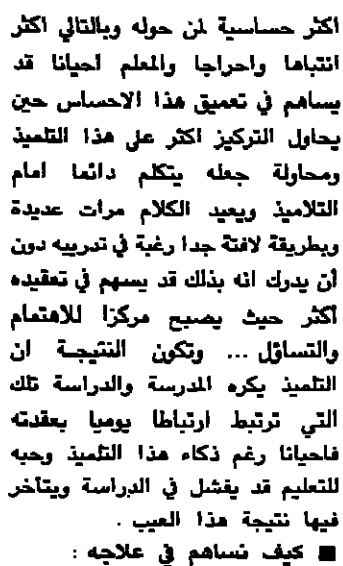 اكثر حساسية لمن حوله وبالتالي اكثر
انتباها واحراجا والمعلم احيانا قد
يساهم في تعميق هذا الاحساس حين
يحاول التركيز اكثر على هذا التلميذ
ومحاولة جعله يتكلم دائما امام
التلاميذ ويعيد الكلام مرات عديدة
وبطريقة لافتة جدا رغبة في تدريبه دون
أن يدرك انه بذلك قد يسهم في تعقيده
أكثر حيث يصبح مركزا للاهتمام
والتساؤل ... وتكون النتيجة ان
التلميذ يكره المدرسة والدراسة تلك
التي ترتبط ارتباطا يوميا بعقدته
فاحيانا رغم ذكاء هذا التلميذ وحبه
للتعليم قد يفشل في الدراسة ويتأخر
فيها نتيجة هذا العيب .
■ كيف نساهم في علاجه :